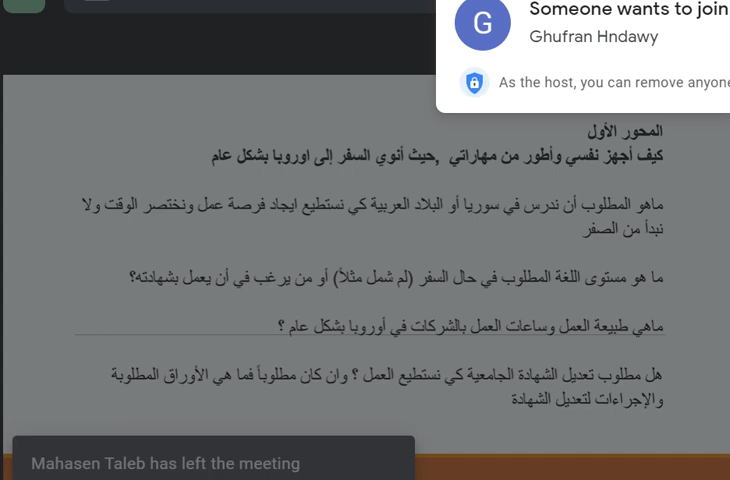 Someone wants to join
G
Ghufran Hndawy
As the host, you can remove anyone
المحور الأول
كيف أجهز نفسي وأطور من مهاراتي ,حيث أنوي السفر إلى اوروبا بشكل عام
ماهو المطلوب أن ندرس في سوريا أو البلاد العربية كي نستطيع ايجاد فرصة عمل ونختصر الوقت ولا
نبدأ من الصفر
ما هو مستوى اللغة المطلوب في حال السفر (لم شمل مثلاً) أو من يرغب في أن يعمل بشهادته؟
ماهي طبيعة العمل وساعات العمل بالشركات في أوروبا بشكل عام ؟
هل مطلوب تعديل الشهادة الجامعية كي نستطيع العمل ؟ وان كان مطلوباً فما هي الأوراق المطلوبة
والإجراءات لتعديل الشهادة
Mahasen Taleb has left the meeting